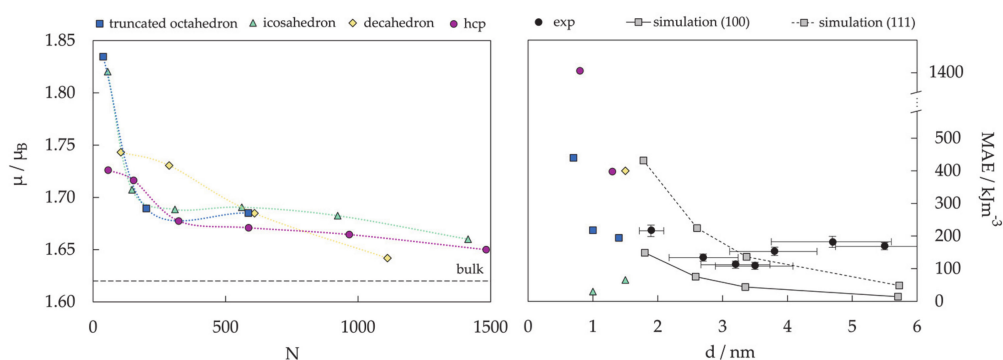 truncated octahedron icosahedron decahedron hcp
1.85
1.80
1.75
1.70
1.65
1.60
μ / μB
bulk
0 500 1000 1500
N
exp simulation (100) simulation (111)
1400
500
400
300
200
100
0
MAE / kJm-3
0 1 2 3 4 5 6
d / nm